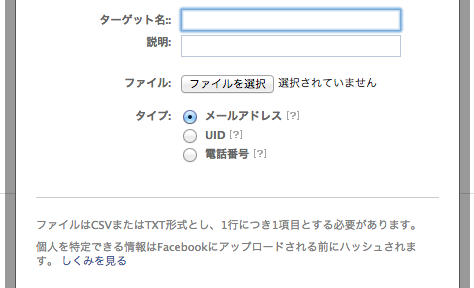 ターゲット名::
説明:
ファイル: ファイルを選択 選択されていません
タイプ: メールアドレス [?]
UID [?]
電話番号 [?]
ファイルはCSVまたはTXT形式とし、1行につき1項目とする必要があります。
個人を特定できる情報はFacebookにアップロードされる前にハッシュされま
す。 しくみを見る